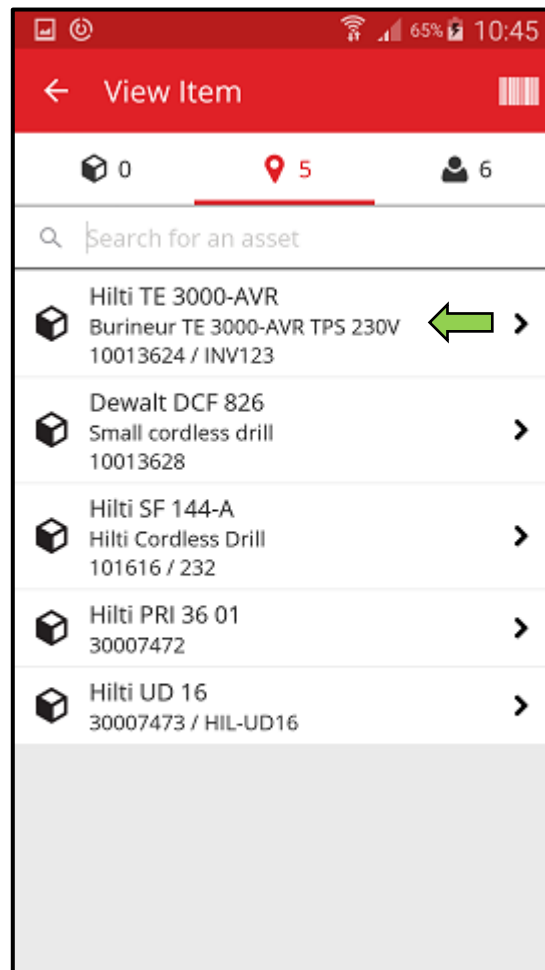 65% 10:45
View Item
0 5 6
Search for an asset
Hilti TE 3000-AVR
Burineur TE 3000-AVR TPS 230V
10013624 / INV123
Dewalt DCF 826
Small cordless drill
10013628
Hilti SF 144-A
Hilti Cordless Drill
101616 / 232
Hilti PRI 36 01
30007472
Hilti UD 16
30007473 / HIL-UD16